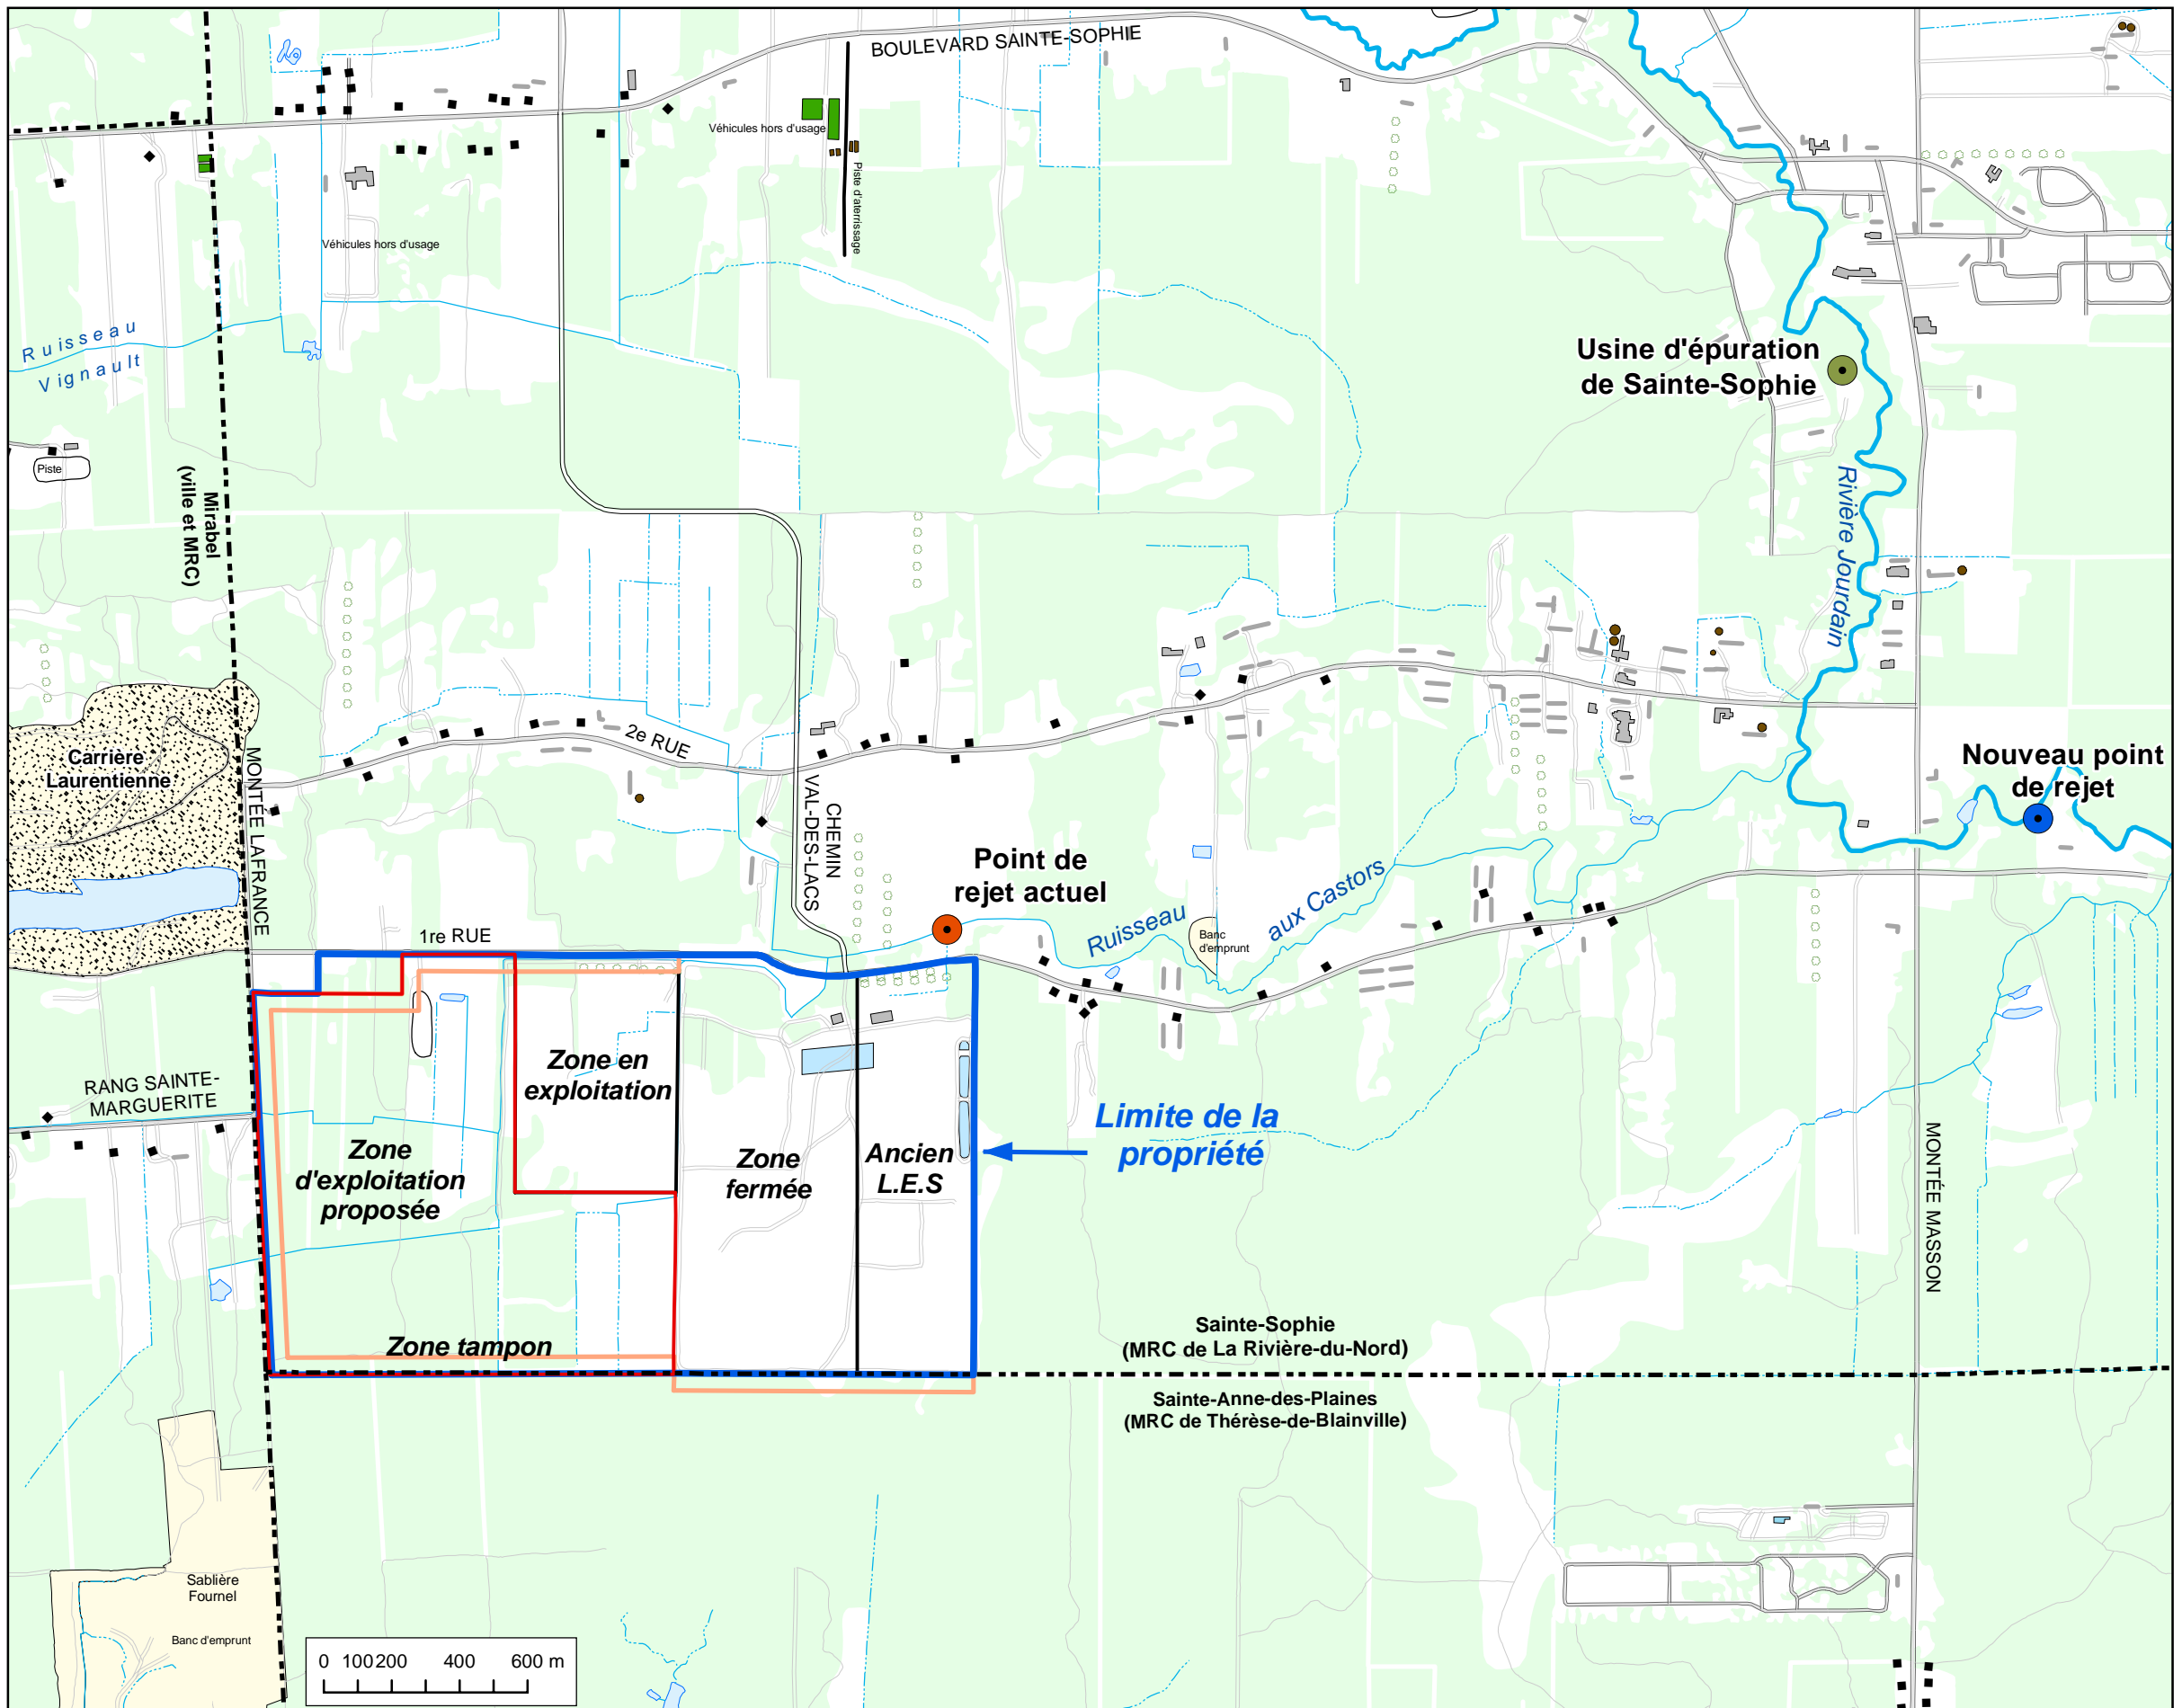 BOULEVARD SAINTE-SOPHIE
Véhicules hors d'usage
Piste d'aterrissage
Véhicules hors d'usage
Ruisseau
Vignault
Usine d'épuration
de Sainte-Sophie
Piste
Mirabel
(ville et MRC)
Rivière Jourdain
2e RUE
Carrière
Laurentienne
MONTÉE LAFRANCE
CHEMIN
VAL-DES-LACS
Nouveau point
de rejet
Point de
rejet actuel
Ruisseau
aux Castors
Banc
d'emprunt
1re RUE
Zone en
exploitation
RANG SAINTE-
MARGUERITE
Limite de la
propriété
Zone
d'exploitation
proposée
Zone
fermée
Ancien
L.E.S
MONTÉE MASSON
Zone tampon
Sainte-Sophie
(MRC de La Rivière-du-Nord)
Sainte-Anne-des-Plaines
(MRC de Thérèse-de-Blainville)
Sablière
Fournel
Banc d'emprunt
0 100 200 400 600 m